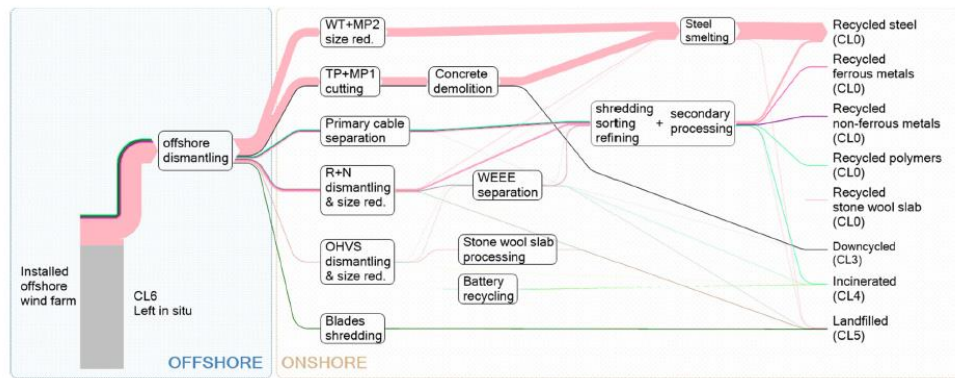 Installed
offshore
wind farm
CL6
Left in situ
offshore
dismantling
OFFSHORE
ONSHORE
WT+MP2
size red.
TP+MP1
cutting
Concrete
demolition
Primary cable
separation
R+N
dismantling
& size red.
WEEE
separation
OHVS
dismantling
& size red.
Stone wool slab
processing
Battery
recycling
Blades
shredding
Steel
smelting
shredding
sorting
refining
+ secondary
processing
Recycled steel
(CL0)
Recycled
ferrous metals
(CL0)
Recycled
non-ferrous metals
(CL0)
Recycled polymers
(CL0)
Recycled
stone wool slab
(CL0)
Downcycled
(CL3)
Incinerated
(CL4)
Landfilled
(CL5)